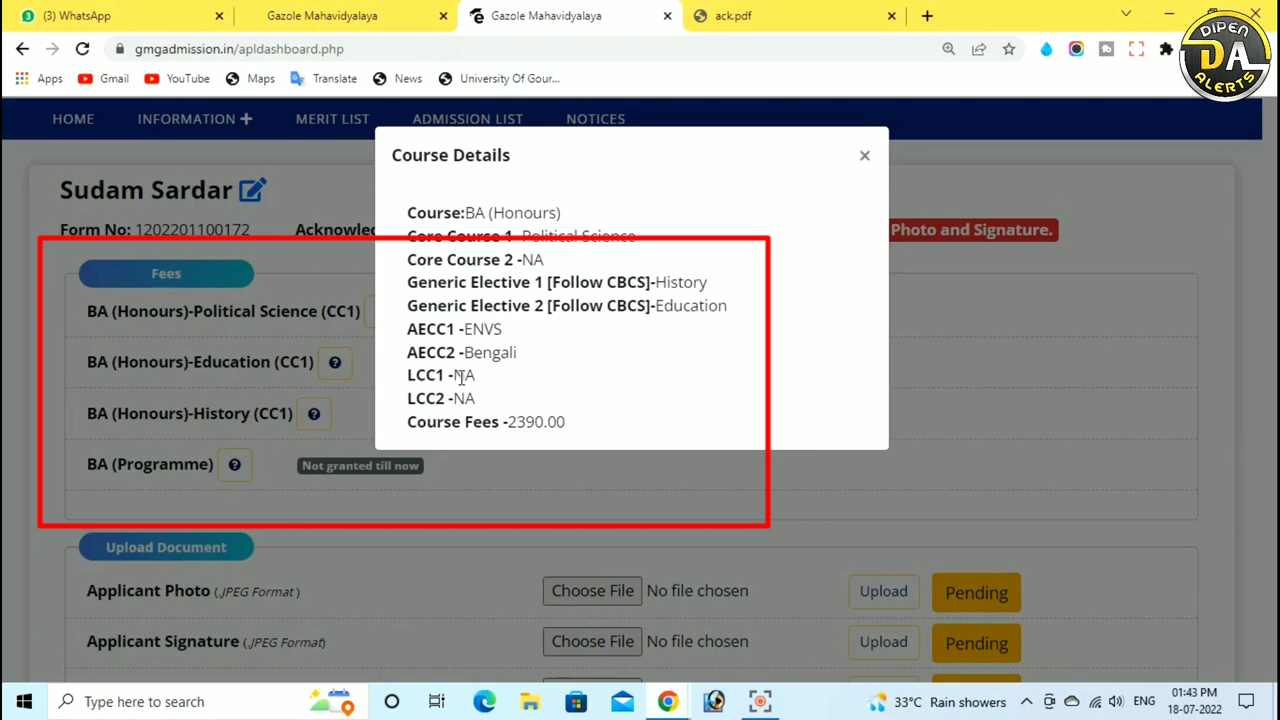 (3) WhatsApp
Gazole Mahavidyalaya
Gazole Mahavidyalaya
ack.pdf
gmgadmission.in/apldashboard.php
DIPEN
DA
ALERTS
Apps
Gmail
YouTube
Maps
Translate
News
University Of Gour...
HOME
INFORMATION
MERIT LIST
ADMISSION LIST
NOTICES
Course Details
Sudam Sardar
Course:BA (Honours)
Form No: 1202201100172
Acknowle
Photo and Signature.
Core Course 1 -Political Science
Core Course 2 -NA
Generic Elective 1 [Follow CBCS]-History
Generic Elective 2 [Follow CBCS]-Education
AECC1 -ENVS
AECC2 -Bengali
LCC1 -NA
LCC2 -NA
Course Fees -2390.00
Fees
BA (Honours)-Political Science (CC1)
BA (Honours)-Education (CC1)
BA (Honours)-History (CC1)
BA (Programme)
Not granted till now
Upload Document
Applicant Photo (.JPEG Format )
Choose File No file chosen
Upload
Pending
Applicant Signature (.JPEG Format)
Choose File No file chosen
Upload
Pending
Type here to search
33°C Rain showers
ENG
01:43 PM
18-07-2022